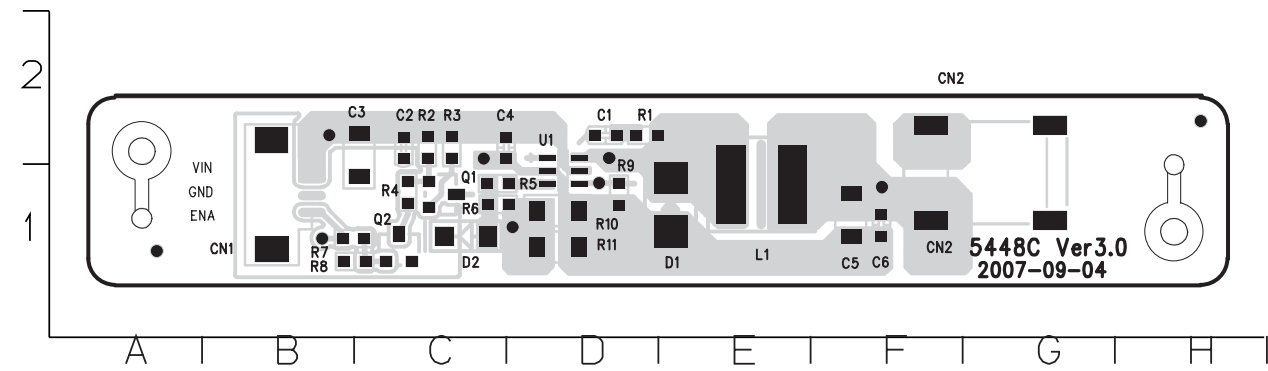 CN2
2
C3 C2 R2 R3 C4 C1 R1
U1
VIN
R9
GND
R4 Q1 R5
ENA
R6
Q2
R10
CN1 R7 R11 CN2 5448C Ver3.0
R8 D2 D1 L1 C5 C6 2007-09-04
1
A B C D E F G H